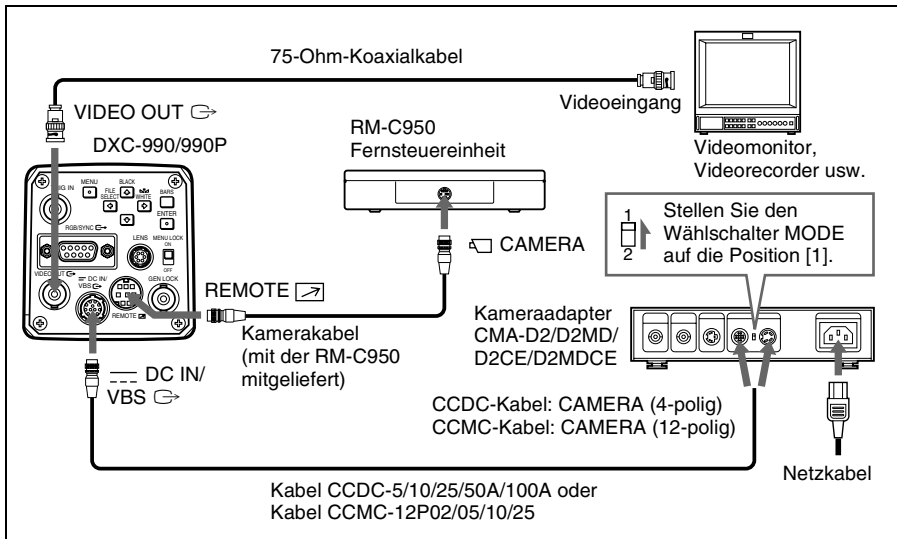 75-Ohm-Koaxialkabel
VIDEO OUT
DXC-990/990P
Videoeingang
Videomonitor,
Videorecorder usw.
RM-C950
Fernsteuereinheit
1
2
Stellen Sie den
Wählschalter MODE
auf die Position [1].
CAMERA
REMOTE
Kamerakabel
(mit der RM-C950
mitgeliefert)
Kameraadapter
CMA-D2/D2MD/
D2CE/D2MDCE
DC IN/
VBS
CCDC-Kabel: CAMERA (4-polig)
CCMC-Kabel: CAMERA (12-polig)
Netzkabel
Kabel CCDC-5/10/25/50A/100A oder
Kabel CCMC-12P02/05/10/25
IG IN
MENU
BLACK
FILE
SELECT
WHITE
BARS
ENTER
RGB/SYNC
LENS
MENU LOCK
ON
OFF
VIDEO OUT
DC IN/
VBS
GEN LOCK
REMOTE